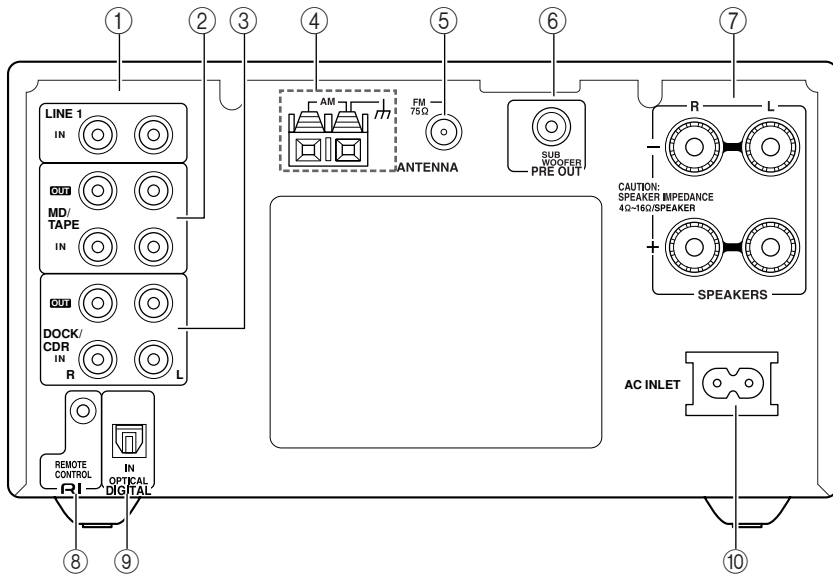 ① ② ③ ④ ⑤ ⑥ ⑦
LINE 1
IN
OUT
MD/
TAPE
IN
OUT
DOCK/
CDR
IN
R L
REMOTE
CONTROL
RI
IN
OPTICAL
DIGITAL
AM
FM
75Ω
ANTENNA
SUB
WOOFER
PRE OUT
R L
−
CAUTION:
SPEAKER IMPEDANCE
4Ω~16Ω/SPEAKER
+
SPEAKERS
AC INLET
⑧ ⑨ ⑩